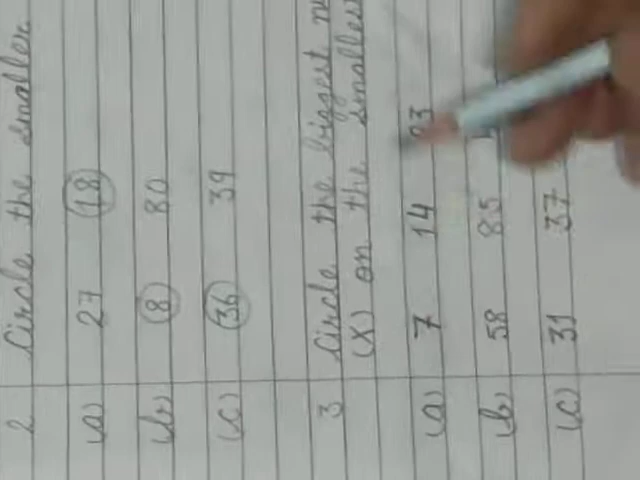 2 Circle the smaller.
(a) 27 18
(b) 8 80
(c) 36 39
3 Circle the biggest
(X) on the smalles
(a) 7 14 23
(b) 58 85
(c) 31 37